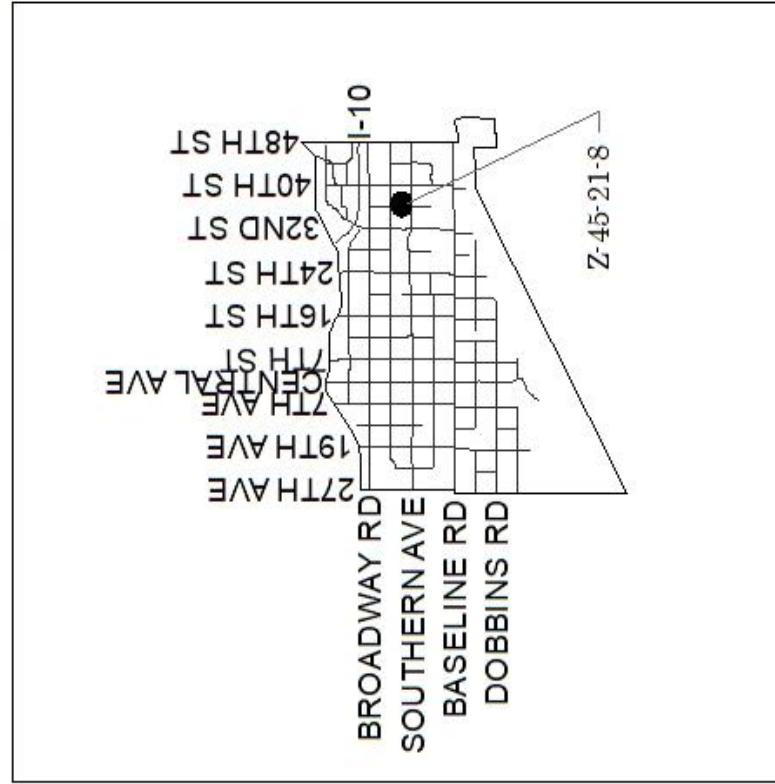 48TH ST
40TH ST
32ND ST
24TH ST
16TH ST
7TH ST
CENTRAL AVE
7TH AVE
19TH AVE
27TH AVE
I-10
BROADWAY RD
SOUTHERN AVE
BASELINE RD
DOBBINS RD
Z-45-21-8